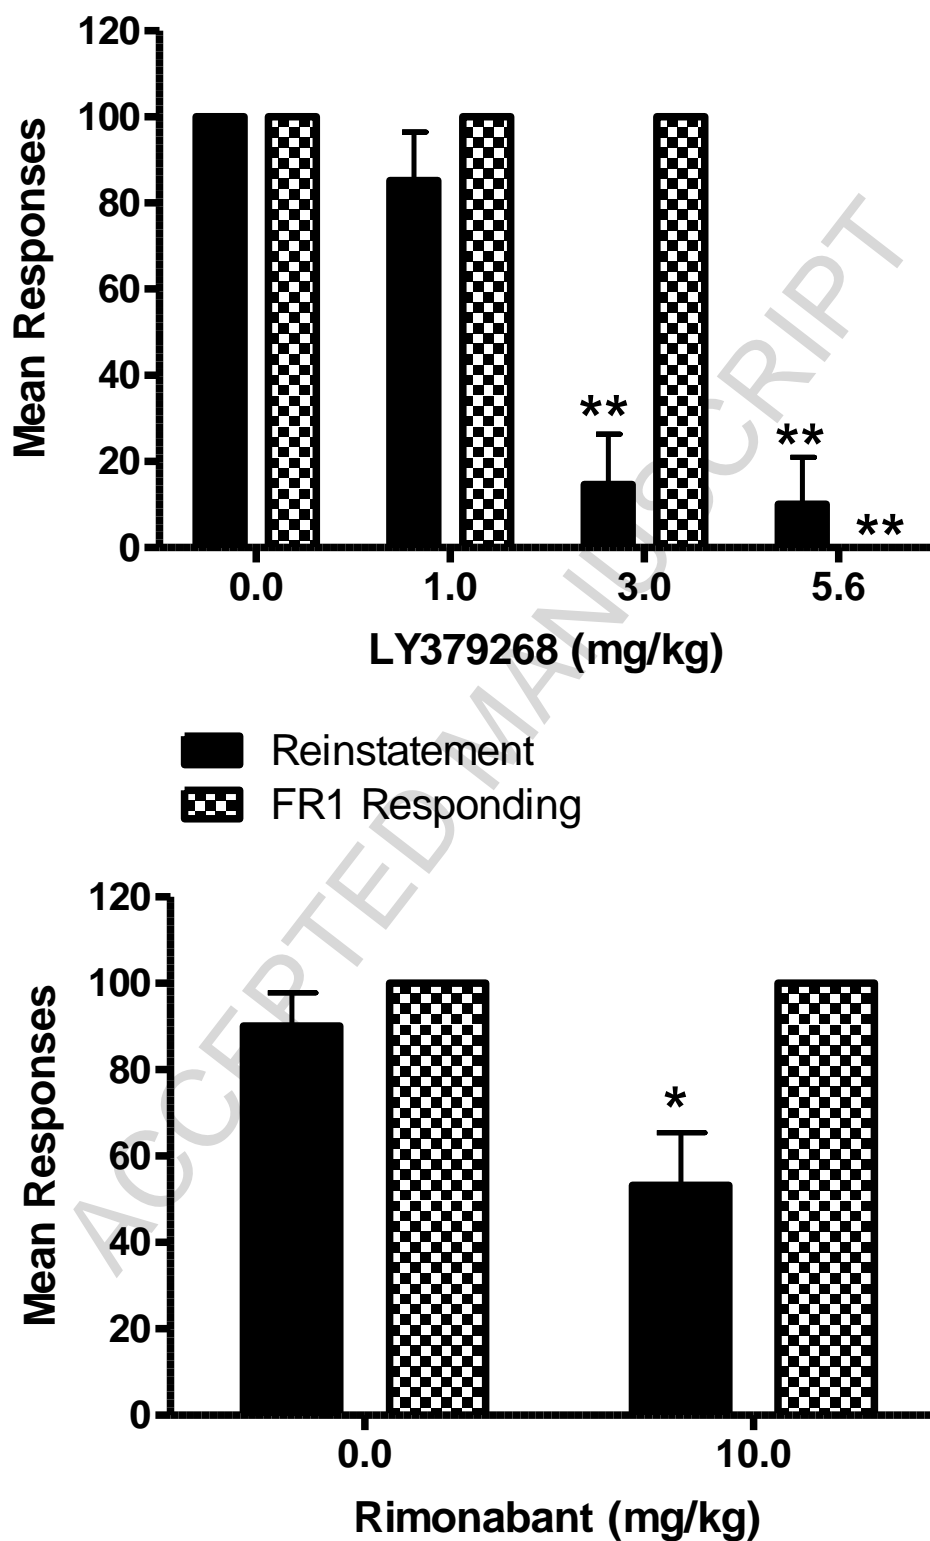 120
100
80
60
40
20
0
Mean Responses
**
**
**
0.0 1.0 3.0 5.6
LY379268 (mg/kg)
Reinstatement
FR1 Responding
120
100
80
60
40
20
0
Mean Responses
*
0.0 10.0
Rimonabant (mg/kg)
ACCEPTED MANUSCRIPT